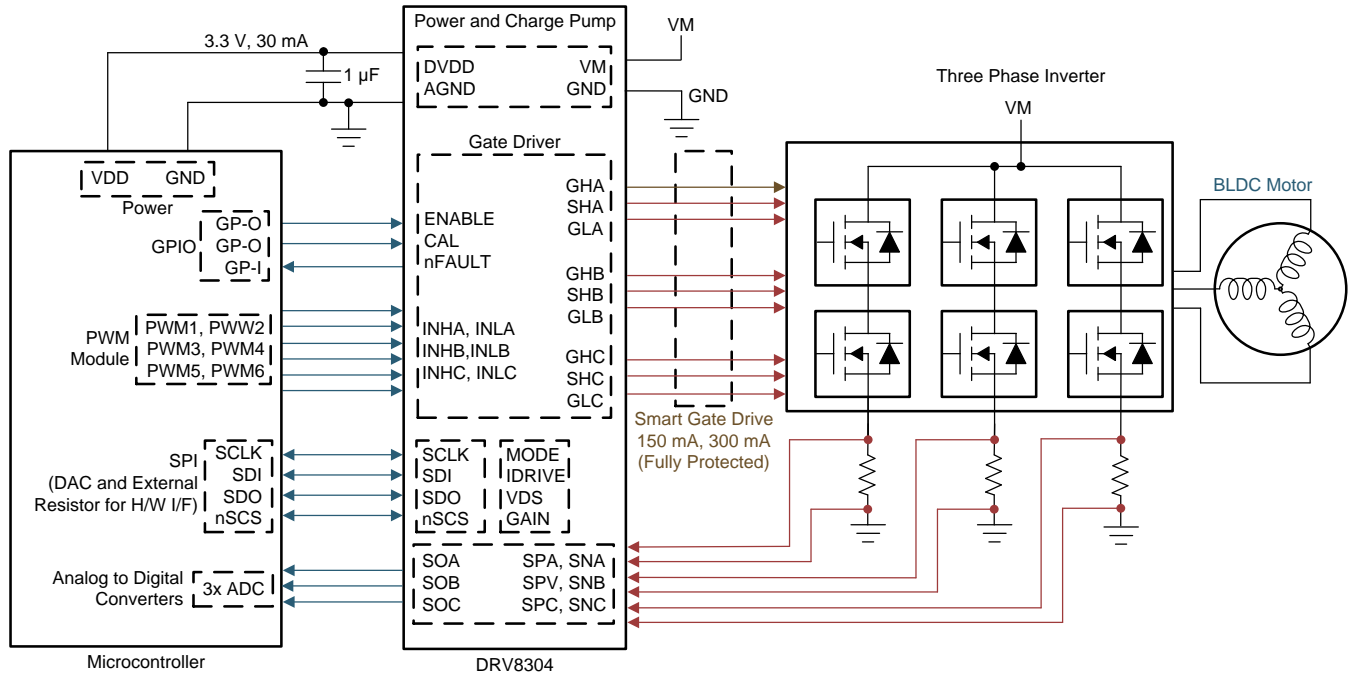 Power and Charge Pump
VM
3.3 V, 30 mA
1 µF
DVDD
AGND
VM
GND
GND
Three Phase Inverter
VM
Gate Driver
VDD
GND
Power
GPIO
GP-O
GP-O
GP-I
ENABLE
CAL
nFAULT
GHA
SHA
GLA
GHB
SHB
GLB
GHC
SHC
GLC
BLDC Motor
PWM
Module
PWM1, PWW2
PWM3, PWM4
PWM5, PWM6
INHA, INLA
INHB,INLB
INHC, INLC
Smart Gate Drive
150 mA, 300 mA
(Fully Protected)
SPI
(DAC and External
Resistor for H/W I/F)
SCLK
SDI
SDO
nSCS
SCLK
SDI
SDO
nSCS
MODE
IDRIVE
VDS
GAIN
Analog to Digital
Converters
3x ADC
SOA
SOB
SOC
SPA, SNA
SPV, SNB
SPC, SNC
Microcontroller
DRV8304